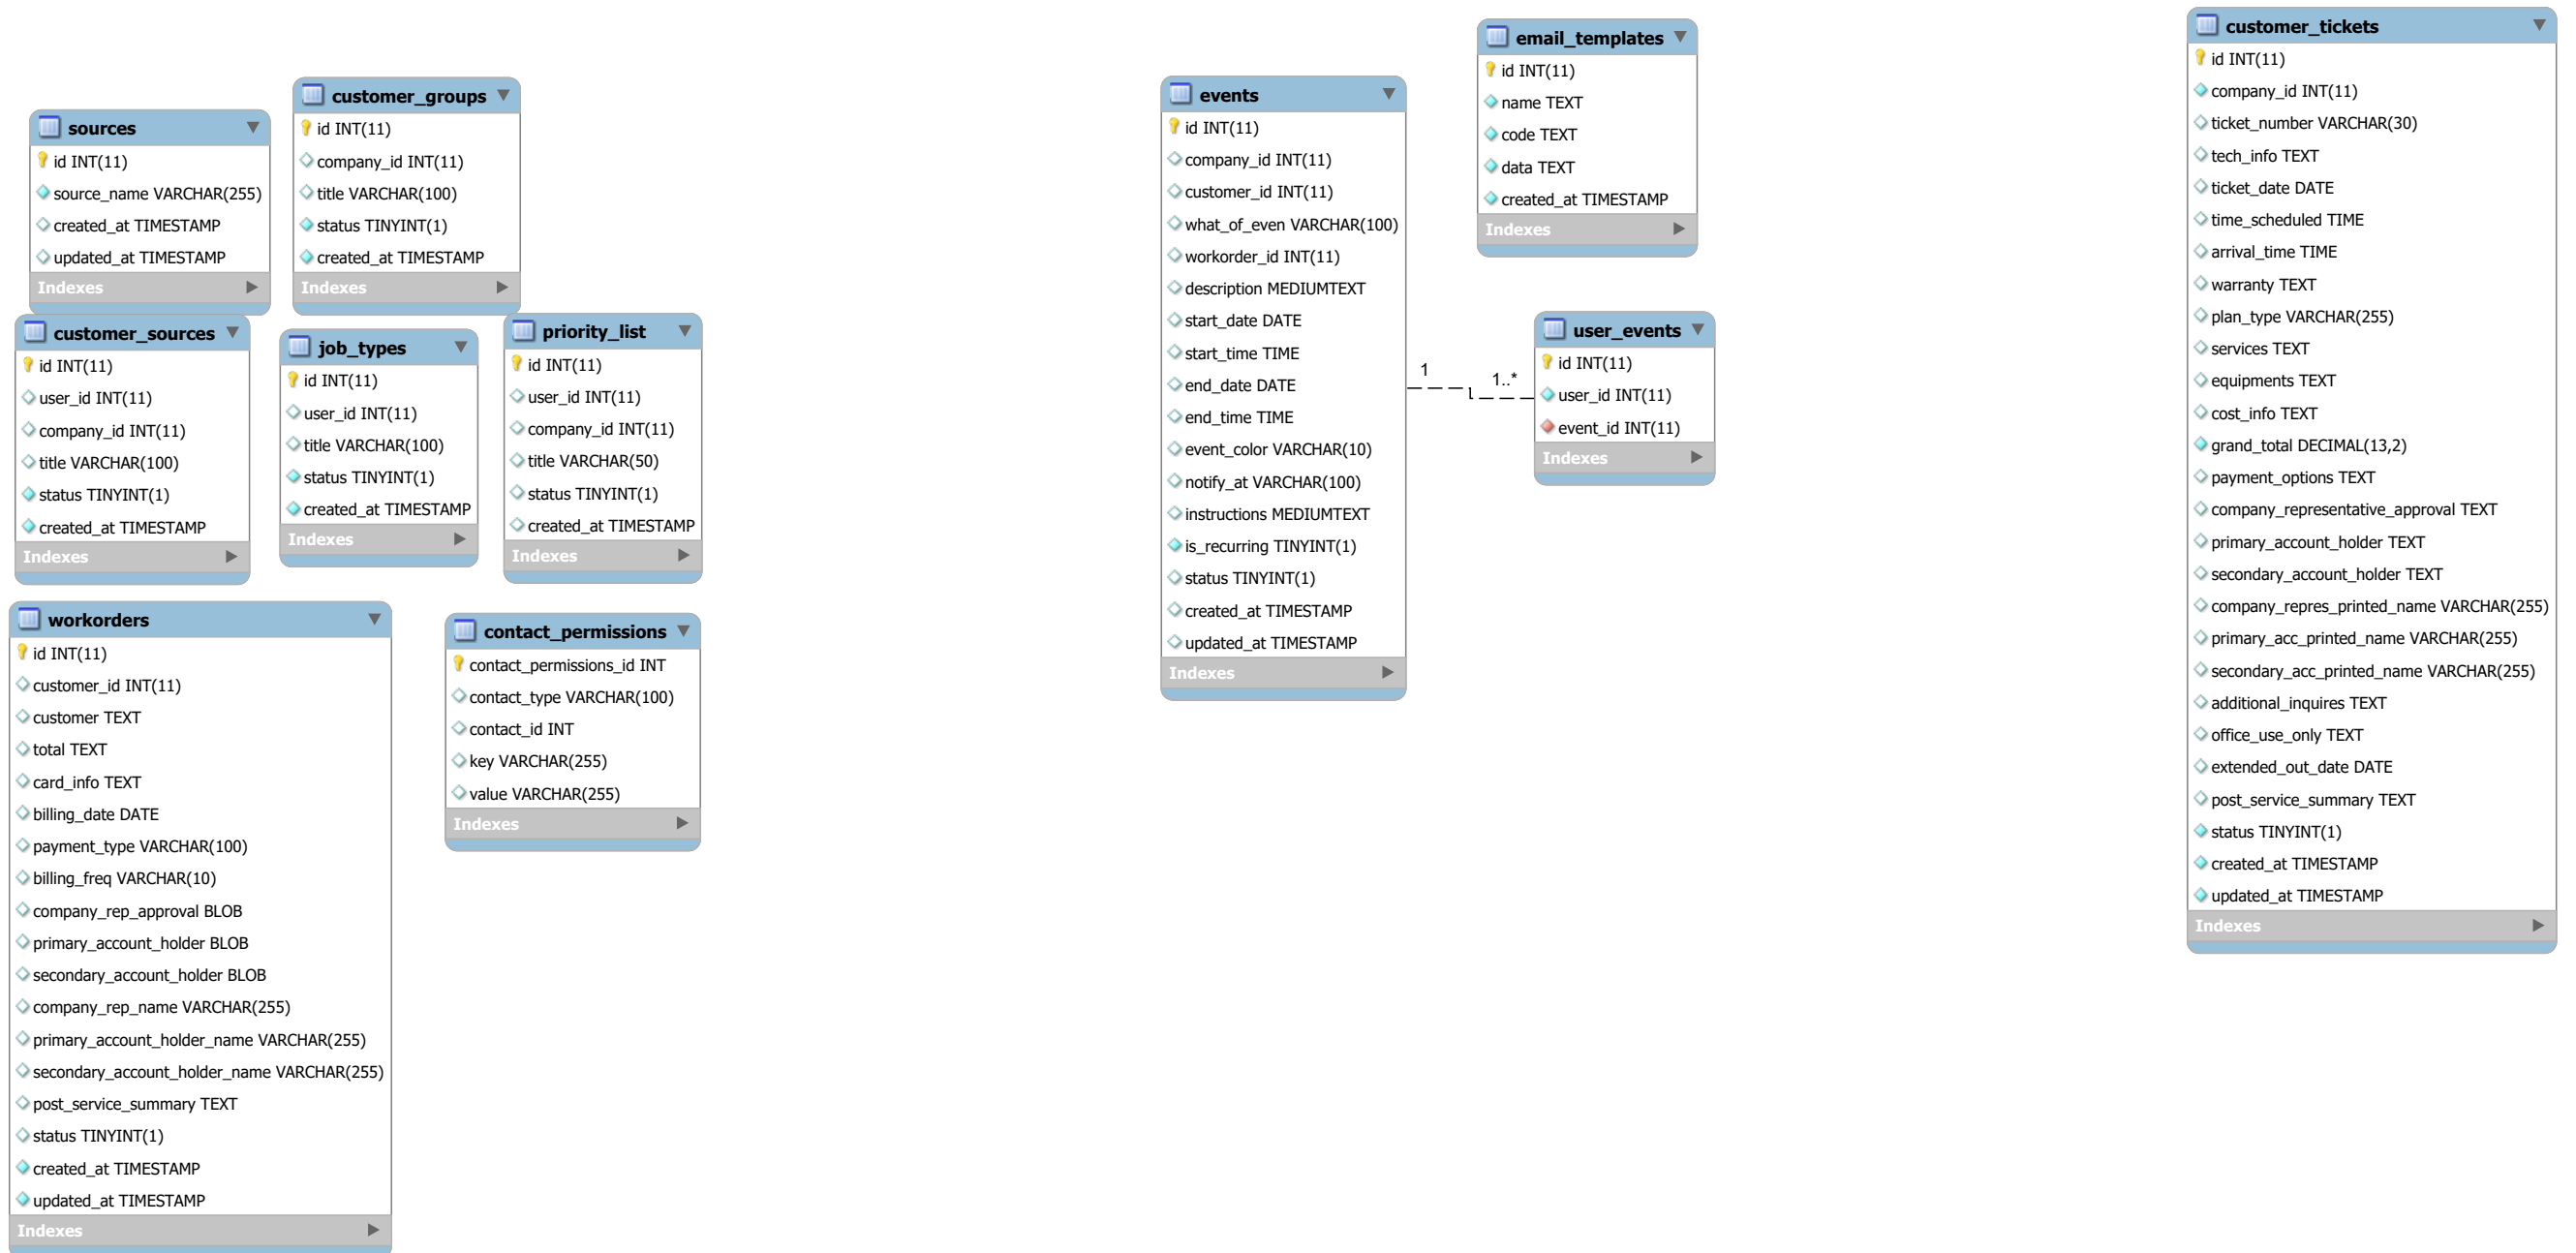 sources
id INT(11)
source_name VARCHAR(255)
created_at TIMESTAMP
updated_at TIMESTAMP
Indexes
customer_groups
id INT(11)
company_id INT(11)
title VARCHAR(100)
status TINYINT(1)
created_at TIMESTAMP
Indexes
customer_sources
id INT(11)
user_id INT(11)
company_id INT(11)
title VARCHAR(100)
status TINYINT(1)
created_at TIMESTAMP
Indexes
job_types
id INT(11)
user_id INT(11)
title VARCHAR(100)
status TINYINT(1)
created_at TIMESTAMP
Indexes
priority_list
id INT(11)
user_id INT(11)
company_id INT(11)
title VARCHAR(50)
status TINYINT(1)
created_at TIMESTAMP
Indexes
workorders
id INT(11)
customer_id INT(11)
customer TEXT
total TEXT
card_info TEXT
billing_date DATE
payment_type VARCHAR(100)
billing_freq VARCHAR(10)
company_rep_approval BLOB
primary_account_holder BLOB
secondary_account_holder BLOB
company_rep_name VARCHAR(255)
primary_account_holder_name VARCHAR(255)
secondary_account_holder_name VARCHAR(255)
post_service_summary TEXT
status TINYINT(1)
created_at TIMESTAMP
updated_at TIMESTAMP
Indexes
contact_permissions
contact_permissions_id INT
contact_type VARCHAR(100)
contact_id INT
key VARCHAR(255)
value VARCHAR(255)
Indexes
events
id INT(11)
company_id INT(11)
customer_id INT(11)
what_of_even VARCHAR(100)
workorder_id INT(11)
description MEDIUMTEXT
start_date DATE
start_time TIME
end_date DATE
end_time TIME
event_color VARCHAR(10)
notify_at VARCHAR(100)
instructions MEDIUMTEXT
is_recurring TINYINT(1)
status TINYINT(1)
created_at TIMESTAMP
updated_at TIMESTAMP
Indexes
1
1..*
email_templates
id INT(11)
name TEXT
code TEXT
data TEXT
created_at TIMESTAMP
Indexes
user_events
id INT(11)
user_id INT(11)
event_id INT(11)
Indexes
customer_tickets
id INT(11)
company_id INT(11)
ticket_number VARCHAR(30)
tech_info TEXT
ticket_date DATE
time_scheduled TIME
arrival_time TIME
warranty TEXT
plan_type VARCHAR(255)
services TEXT
equipments TEXT
cost_info TEXT
grand_total DECIMAL(13,2)
payment_options TEXT
company_representative_approval TEXT
primary_account_holder TEXT
secondary_account_holder TEXT
company_repres_printed_name VARCHAR(255)
primary_acc_printed_name VARCHAR(255)
secondary_acc_printed_name VARCHAR(255)
additional_inquires TEXT
office_use_only TEXT
extended_out_date DATE
post_service_summary TEXT
status TINYINT(1)
created_at TIMESTAMP
updated_at TIMESTAMP
Indexes